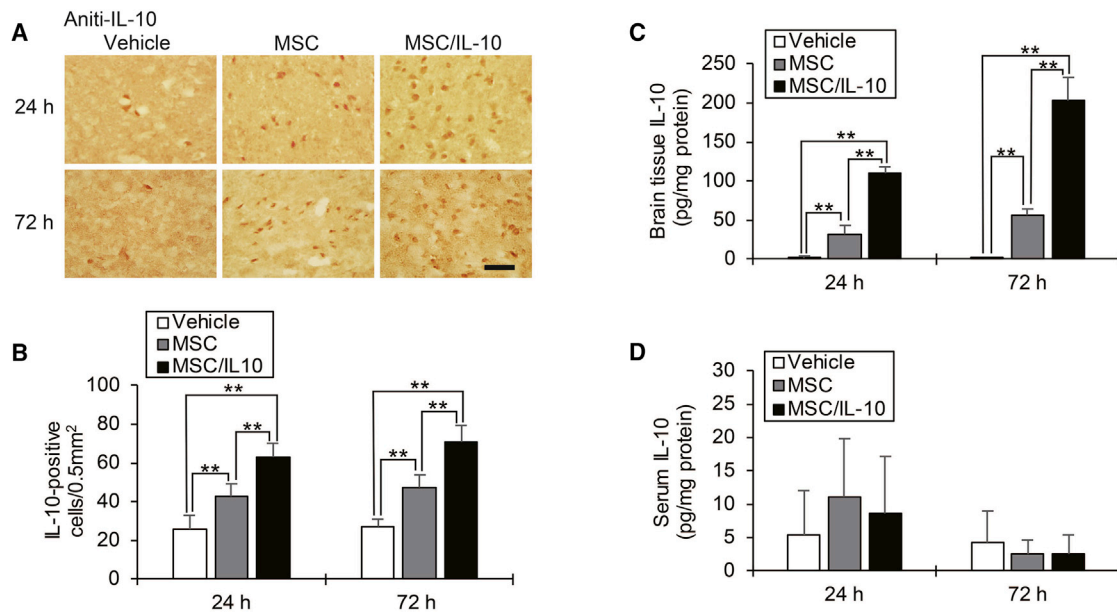 A
Aniti-IL-10
Vehicle MSC MSC/IL-10
24 h
72 h
B
Vehicle
MSC
MSC/IL10
IL-10-positive
cells/0.5mm²
100
80
60
40
20
0
** ** **
** ** **
24 h 72 h
C
Vehicle
MSC
MSC/IL-10
Brain tissue IL-10
(pg/mg protein)
250
200
150
100
50
0
** ** **
** ** **
24 h 72 h
D
Vehicle
MSC
MSC/IL-10
Serum IL-10
(pg/mg protein)
30
25
20
15
10
5
0
24 h 72 h